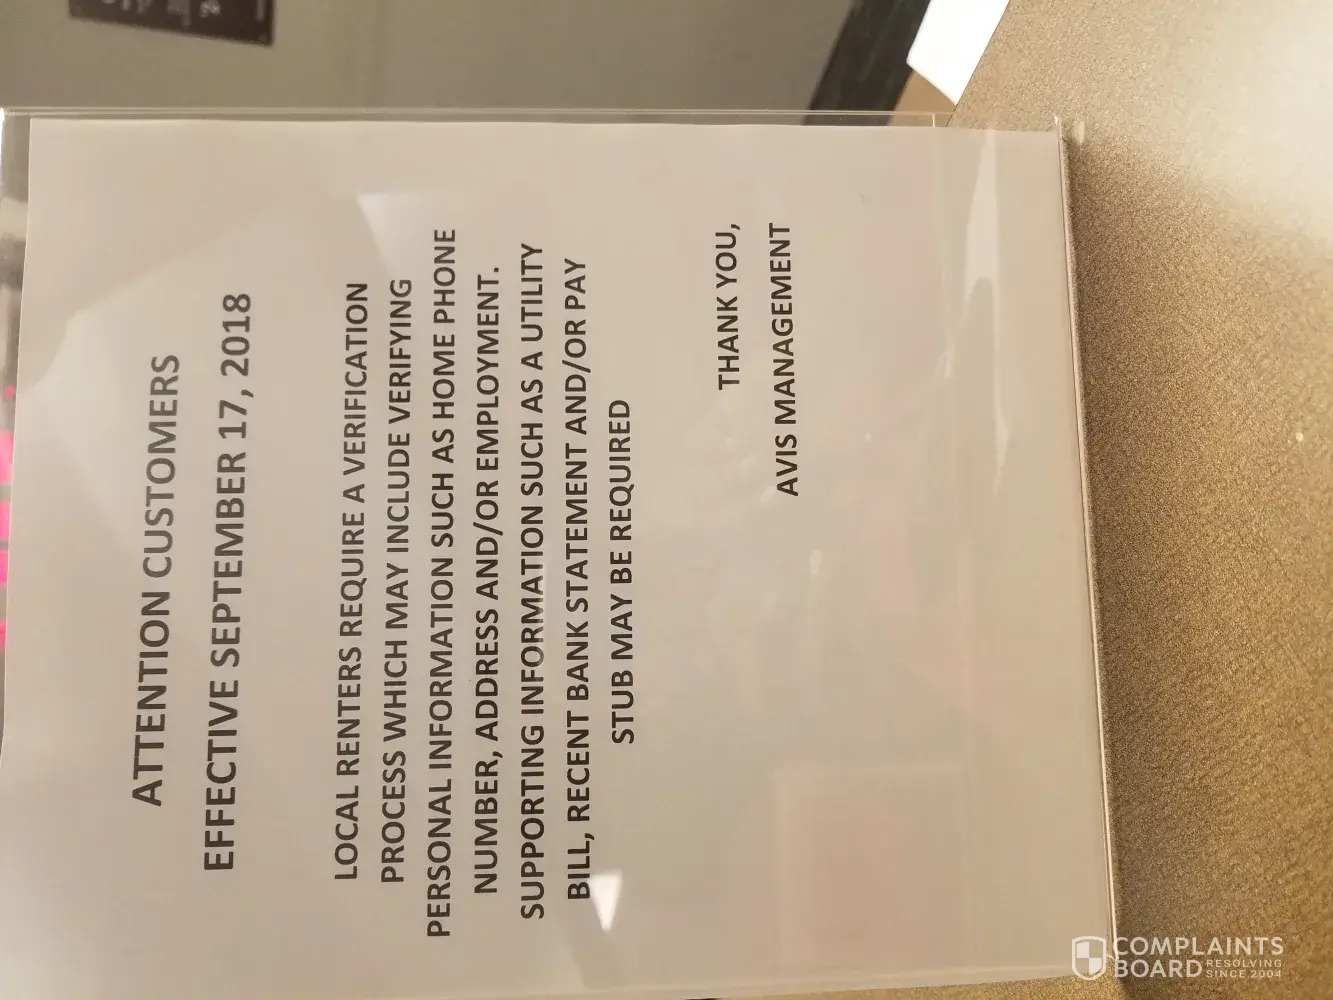 ATTENTION CUSTOMERS
EFFECTIVE SEPTEMBER 17, 2018
LOCAL RENTERS REQUIRE A VERIFICATION
PROCESS WHICH MAY INCLUDE VERIFYING
PERSONAL INFORMATION SUCH AS HOME PHONE
NUMBER, ADDRESS AND/OR EMPLOYMENT.
SUPPORTING INFORMATION SUCH AS A UTILITY
BILL, RECENT BANK STATEMENT AND/OR PAY
STUB MAY BE REQUIRED
THANK YOU,
AVIS MANAGEMENT
COMPLAINTS
BOARD RESOLVING
SINCE 2004